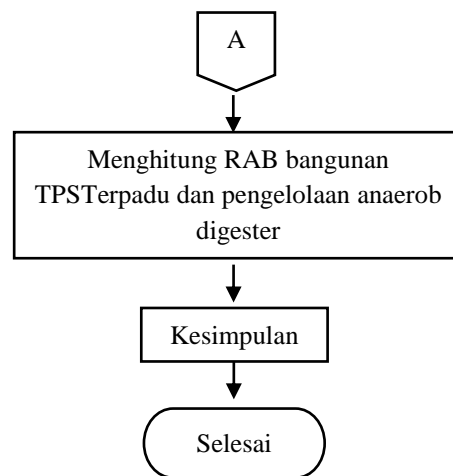 A
Menghitung RAB bangunan
TPSTerpadu dan pengelolaan anaerob
digester
Kesimpulan
Selesai